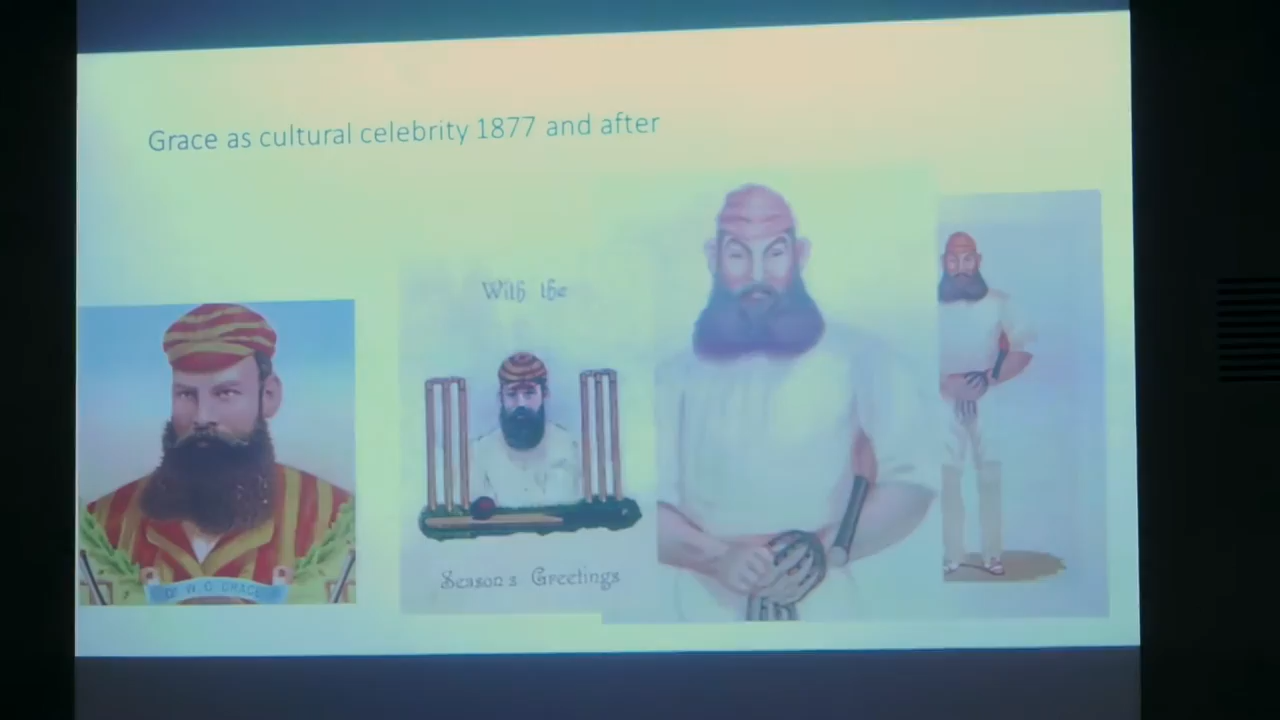 Grace as cultural celebrity 1877 and after
With the
Season's Greetings
Dr W. G. GRACE